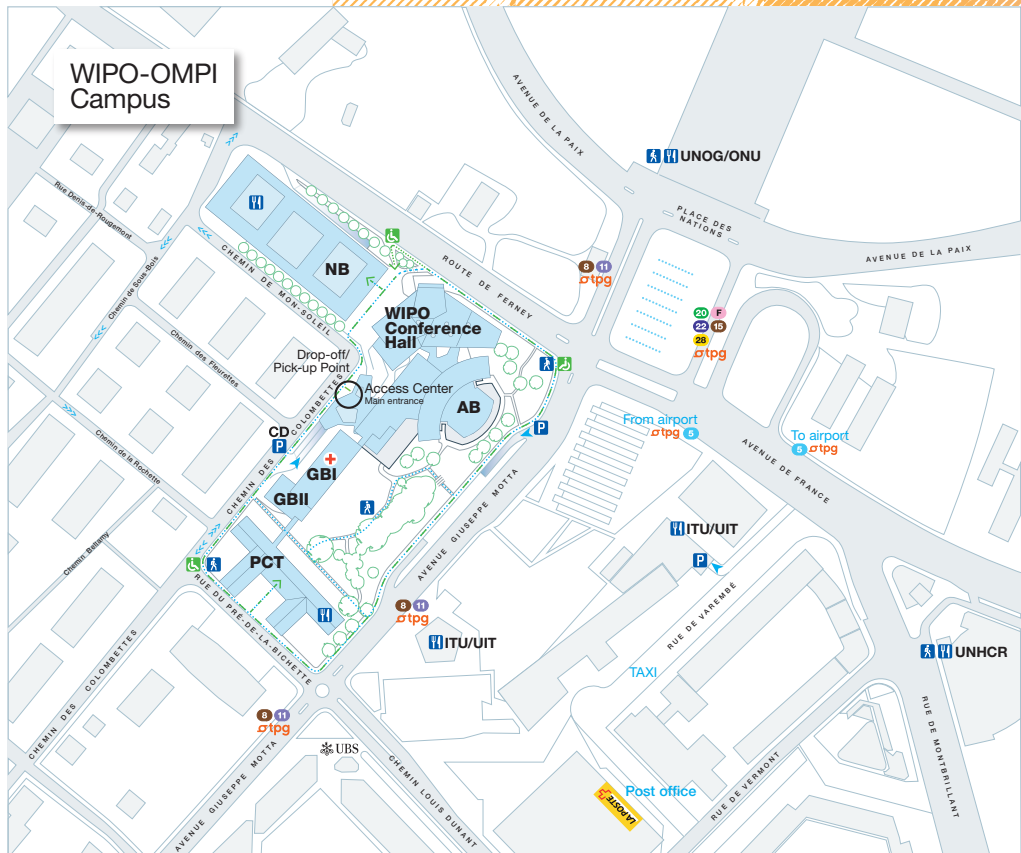 WIPO-OMPI
Campus
AVENUE DE LA PAIX
UNOG/ONU
PLACE DES
NATIONS
AVENUE DE LA PAIX
Rue Denis-de-Rougemont
Chemin de Sous-Bois
CHEMIN DE MON-SOLEIL
NB
ROUTE DE FERNEY
8 11
tpg
20 F
22 15
28
tpg
WIPO
Conference
Hall
Drop-off/
Pick-up Point
Access Center
Main entrance
AB
Chemin des Fleurettes
From airport
tpg 5
To airport
5 tpg
AVENUE DE FRANCE
CD
P
P
CHEMIN DES COLOMBETTES
Chemin de la Rochette
GBI
GBII
AVENUE GIUSEPPE MOTTA
ITU/UIT
P
Chemin Bellamy
PCT
RUE DU PRÉ-DE-LA-BICHETTE
RUE DE VAREMBÉ
8 11
tpg
ITU/UIT
UNHCR
TAXI
CHEMIN DES COLOMBETTES
8 11
tpg
UBS
AVENUE GIUSEPPE MOTTA
CHEMIN LOUIS DUNANT
Post office
LA POSTE
RUE DE VERMONT
RUE DE MONTBRILLANT